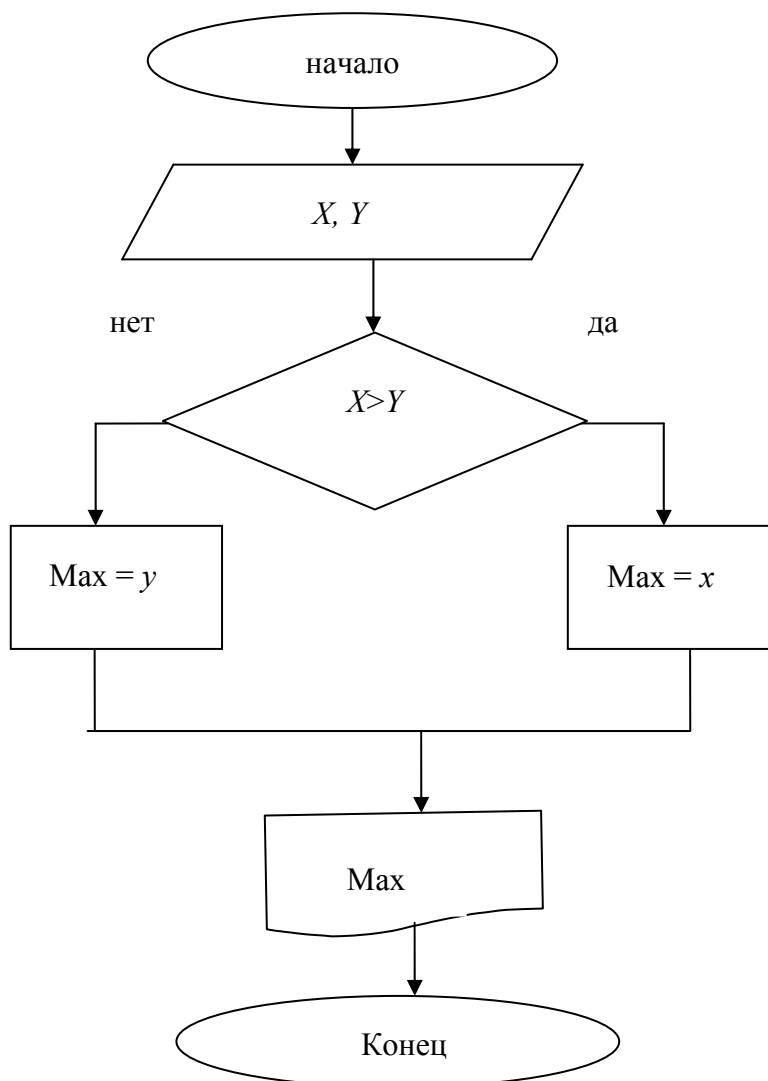 начало
X, Y
нет
да
X>Y
Max = y
Max = x
Max
Конец